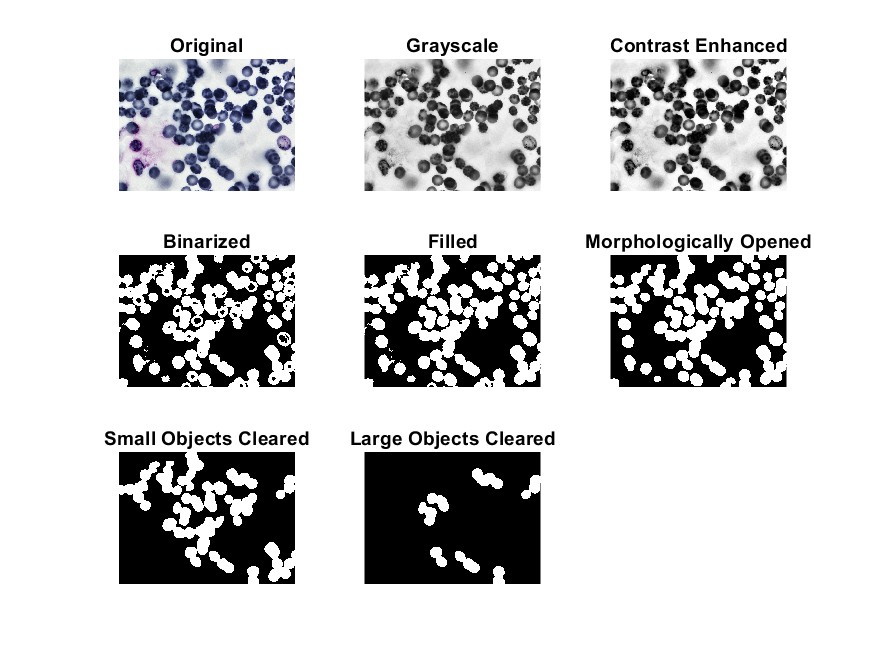 Original
Grayscale
Contrast Enhanced
Binarized
Filled
Morphologically Opened
Small Objects Cleared
Large Objects Cleared